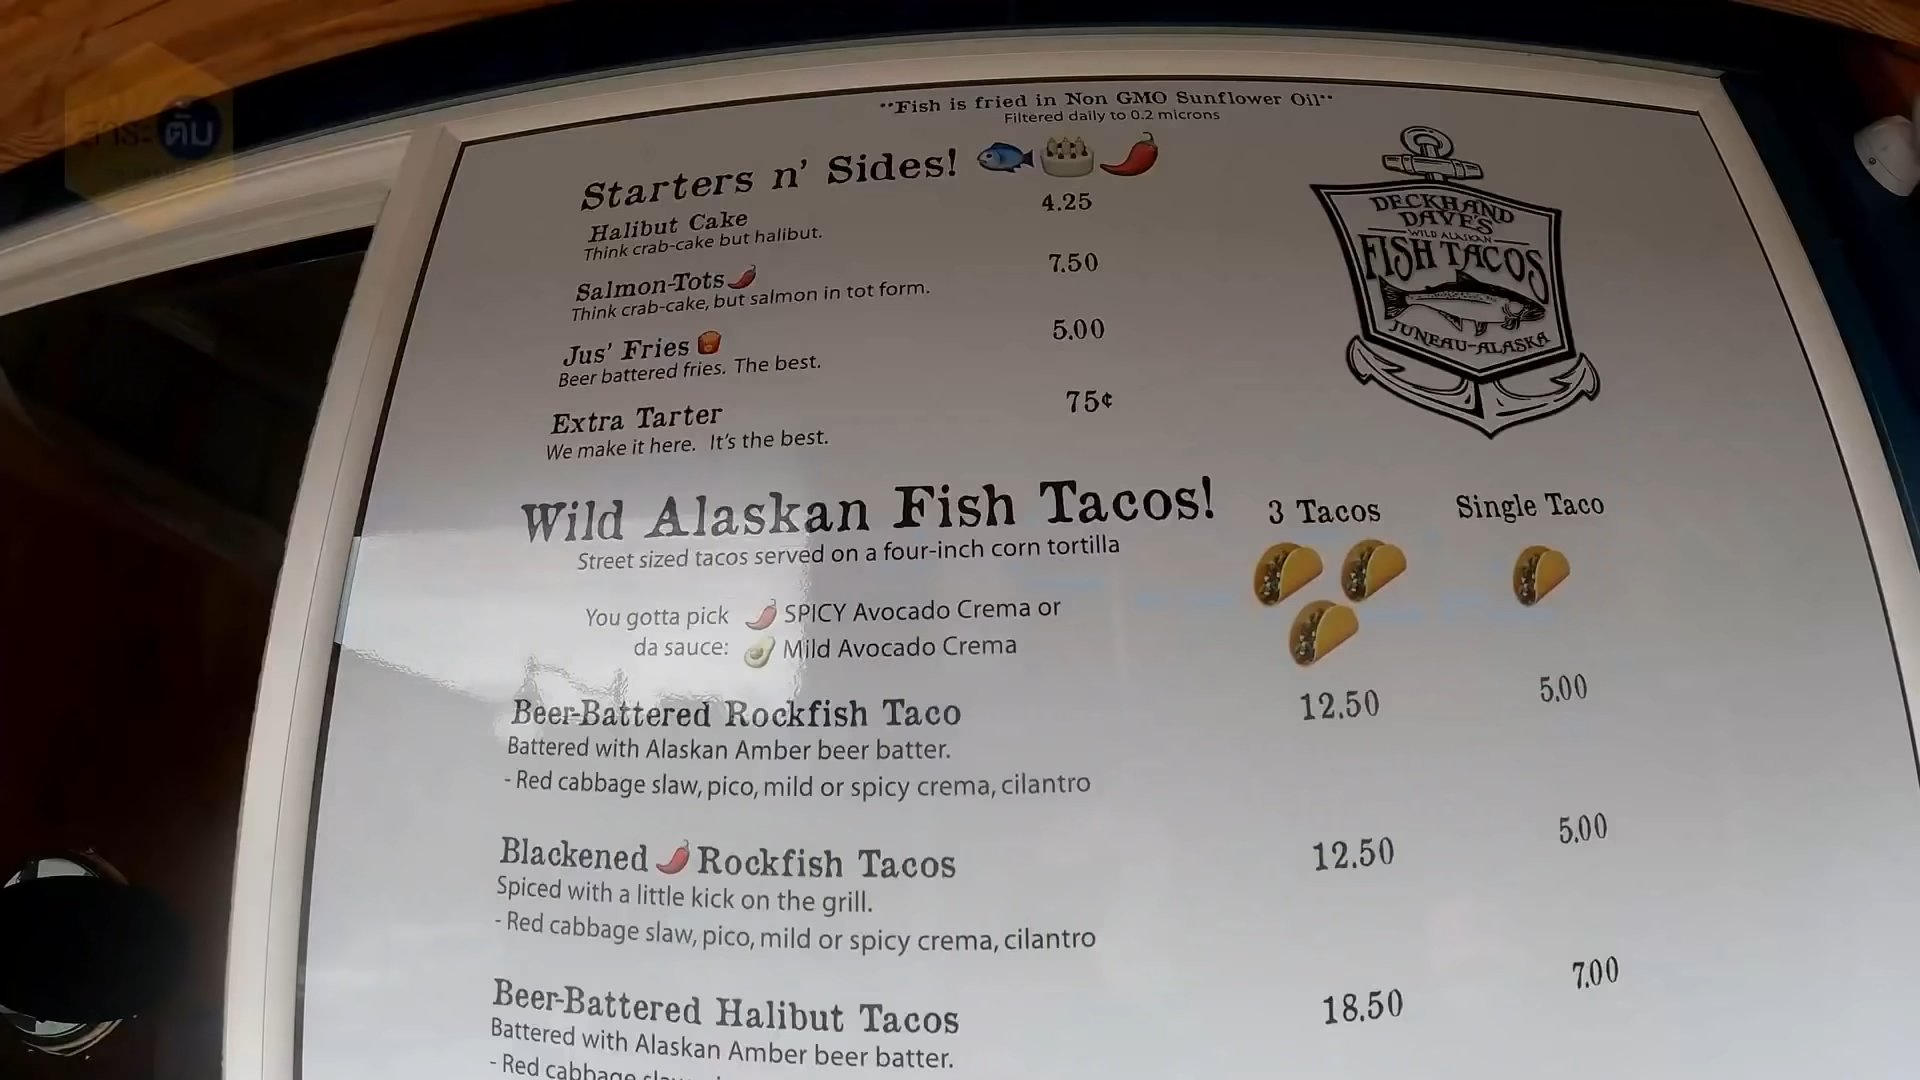 สาระตั้ม
**Fish is fried in Non GMO Sunflower Oil**
Filtered daily to 0.2 microns
Starters n' Sides!
Halibut Cake 4.25
Think crab-cake but halibut.
Salmon-Tots 7.50
Think crab-cake, but salmon in tot form.
Jus' Fries 5.00
Beer battered fries. The best.
Extra Tarter 75¢
We make it here. It's the best.
DECKHAND
DAVE'S
WILD ALASKAN
FISH TACOS
JUNEAU-ALASKA
Wild Alaskan Fish Tacos! 3 Tacos Single Taco
Street sized tacos served on a four-inch corn tortilla
You gotta pick SPICY Avocado Crema or
da sauce: Mild Avocado Crema
Beer-Battered Rockfish Taco 12.50 5.00
Battered with Alaskan Amber beer batter.
- Red cabbage slaw, pico, mild or spicy crema, cilantro
Blackened Rockfish Tacos 12.50 5.00
Spiced with a little kick on the grill.
- Red cabbage slaw, pico, mild or spicy crema, cilantro
Beer-Battered Halibut Tacos 18.50 7.00
Battered with Alaskan Amber beer batter.
- Red cabbage